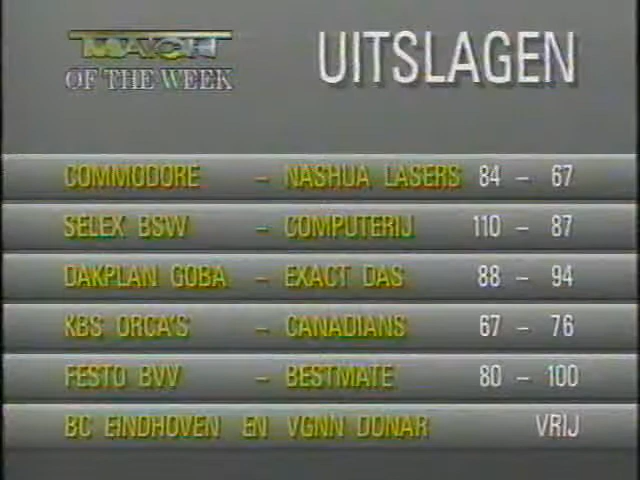 MATCH
OF THE WEEK
UITSLAGEN
COMMODORE - NASHUA LASERS 84 - 67
SELEX BSW - COMPUTERIJ 110 - 87
DAKPLAN GOBA - EXACT DAS 88 - 94
KBS ORCA'S - CANADIANS 67 - 76
FESTO BVV - BESTMATE 80 - 100
BC EINDHOVEN EN VGNN DONAR VRIJ